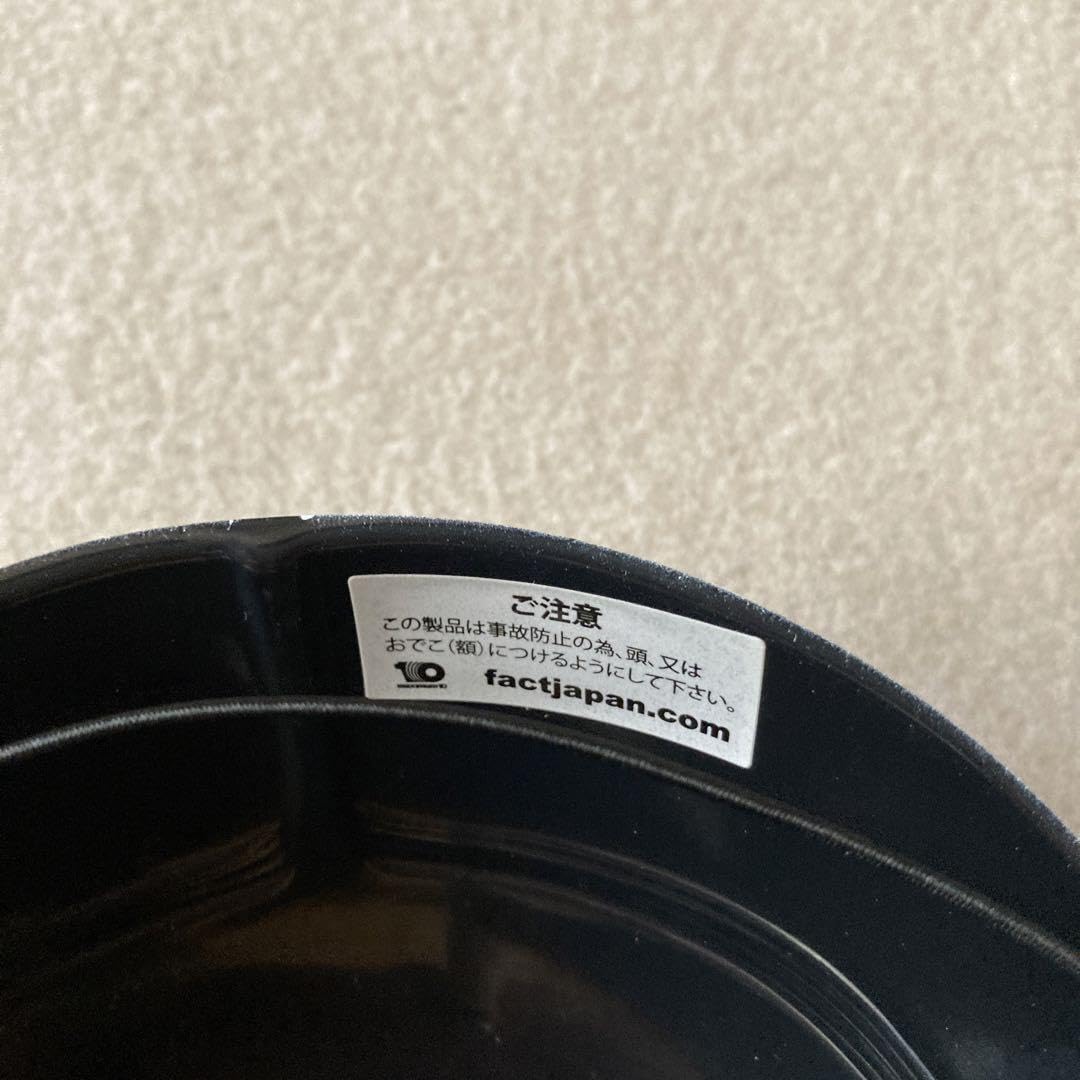 ご注意
この製品は事故防止の為、頭、又は
おでこ(額)につけるようにして下さい。
10 factjapan.com